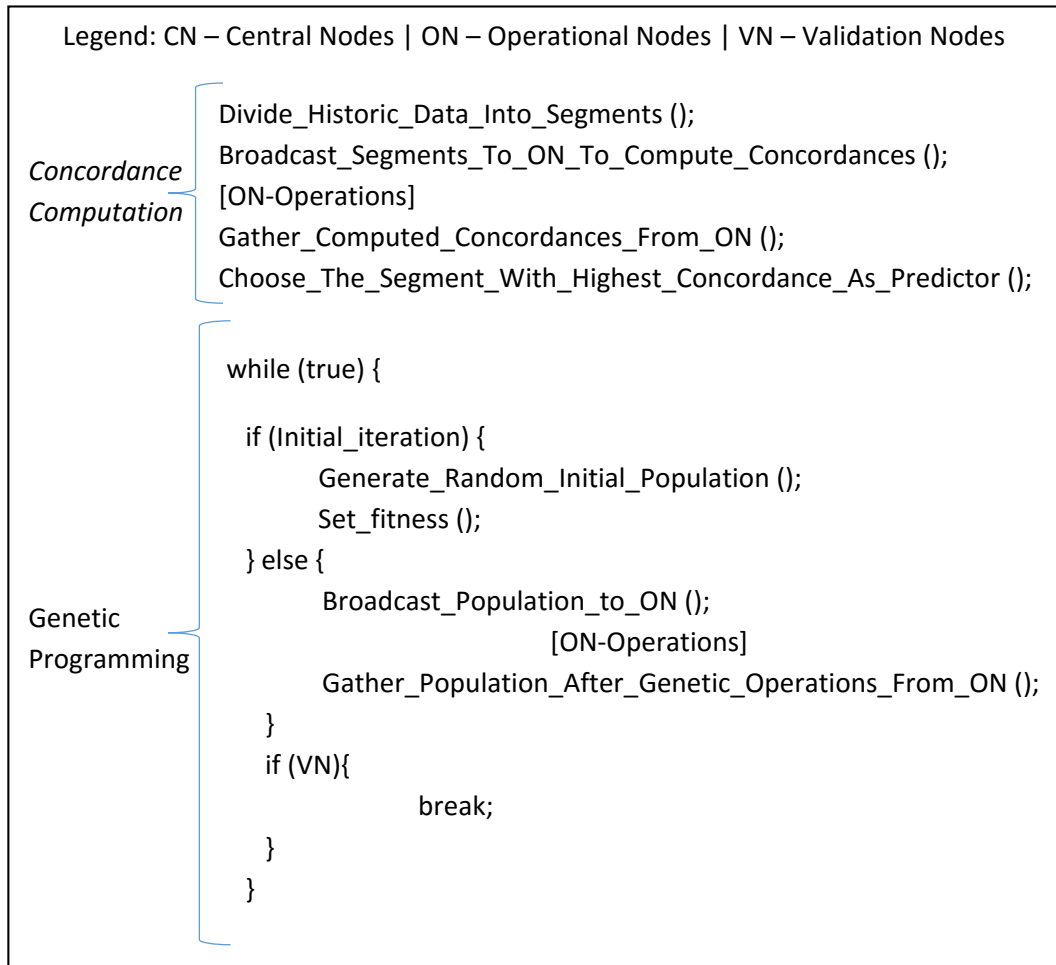 Legend: CN – Central Nodes | ON – Operational Nodes | VN – Validation Nodes
Concordance
Computation
Divide_Historic_Data_Into_Segments ();
Broadcast_Segments_To_ON_To_Compute_Concordances ();
[ON-Operations]
Gather_Computed_Concordances_From_ON ();
Choose_The_Segment_With_Highest_Concordance_As_Predictor ();
Genetic
Programming
while (true) {
if (Initial_iteration) {
Generate_Random_Initial_Population ();
Set_fitness ();
} else {
Broadcast_Population_to_ON ();
[ON-Operations]
Gather_Population_After_Genetic_Operations_From_ON ();
}
if (VN){
break;
}
}